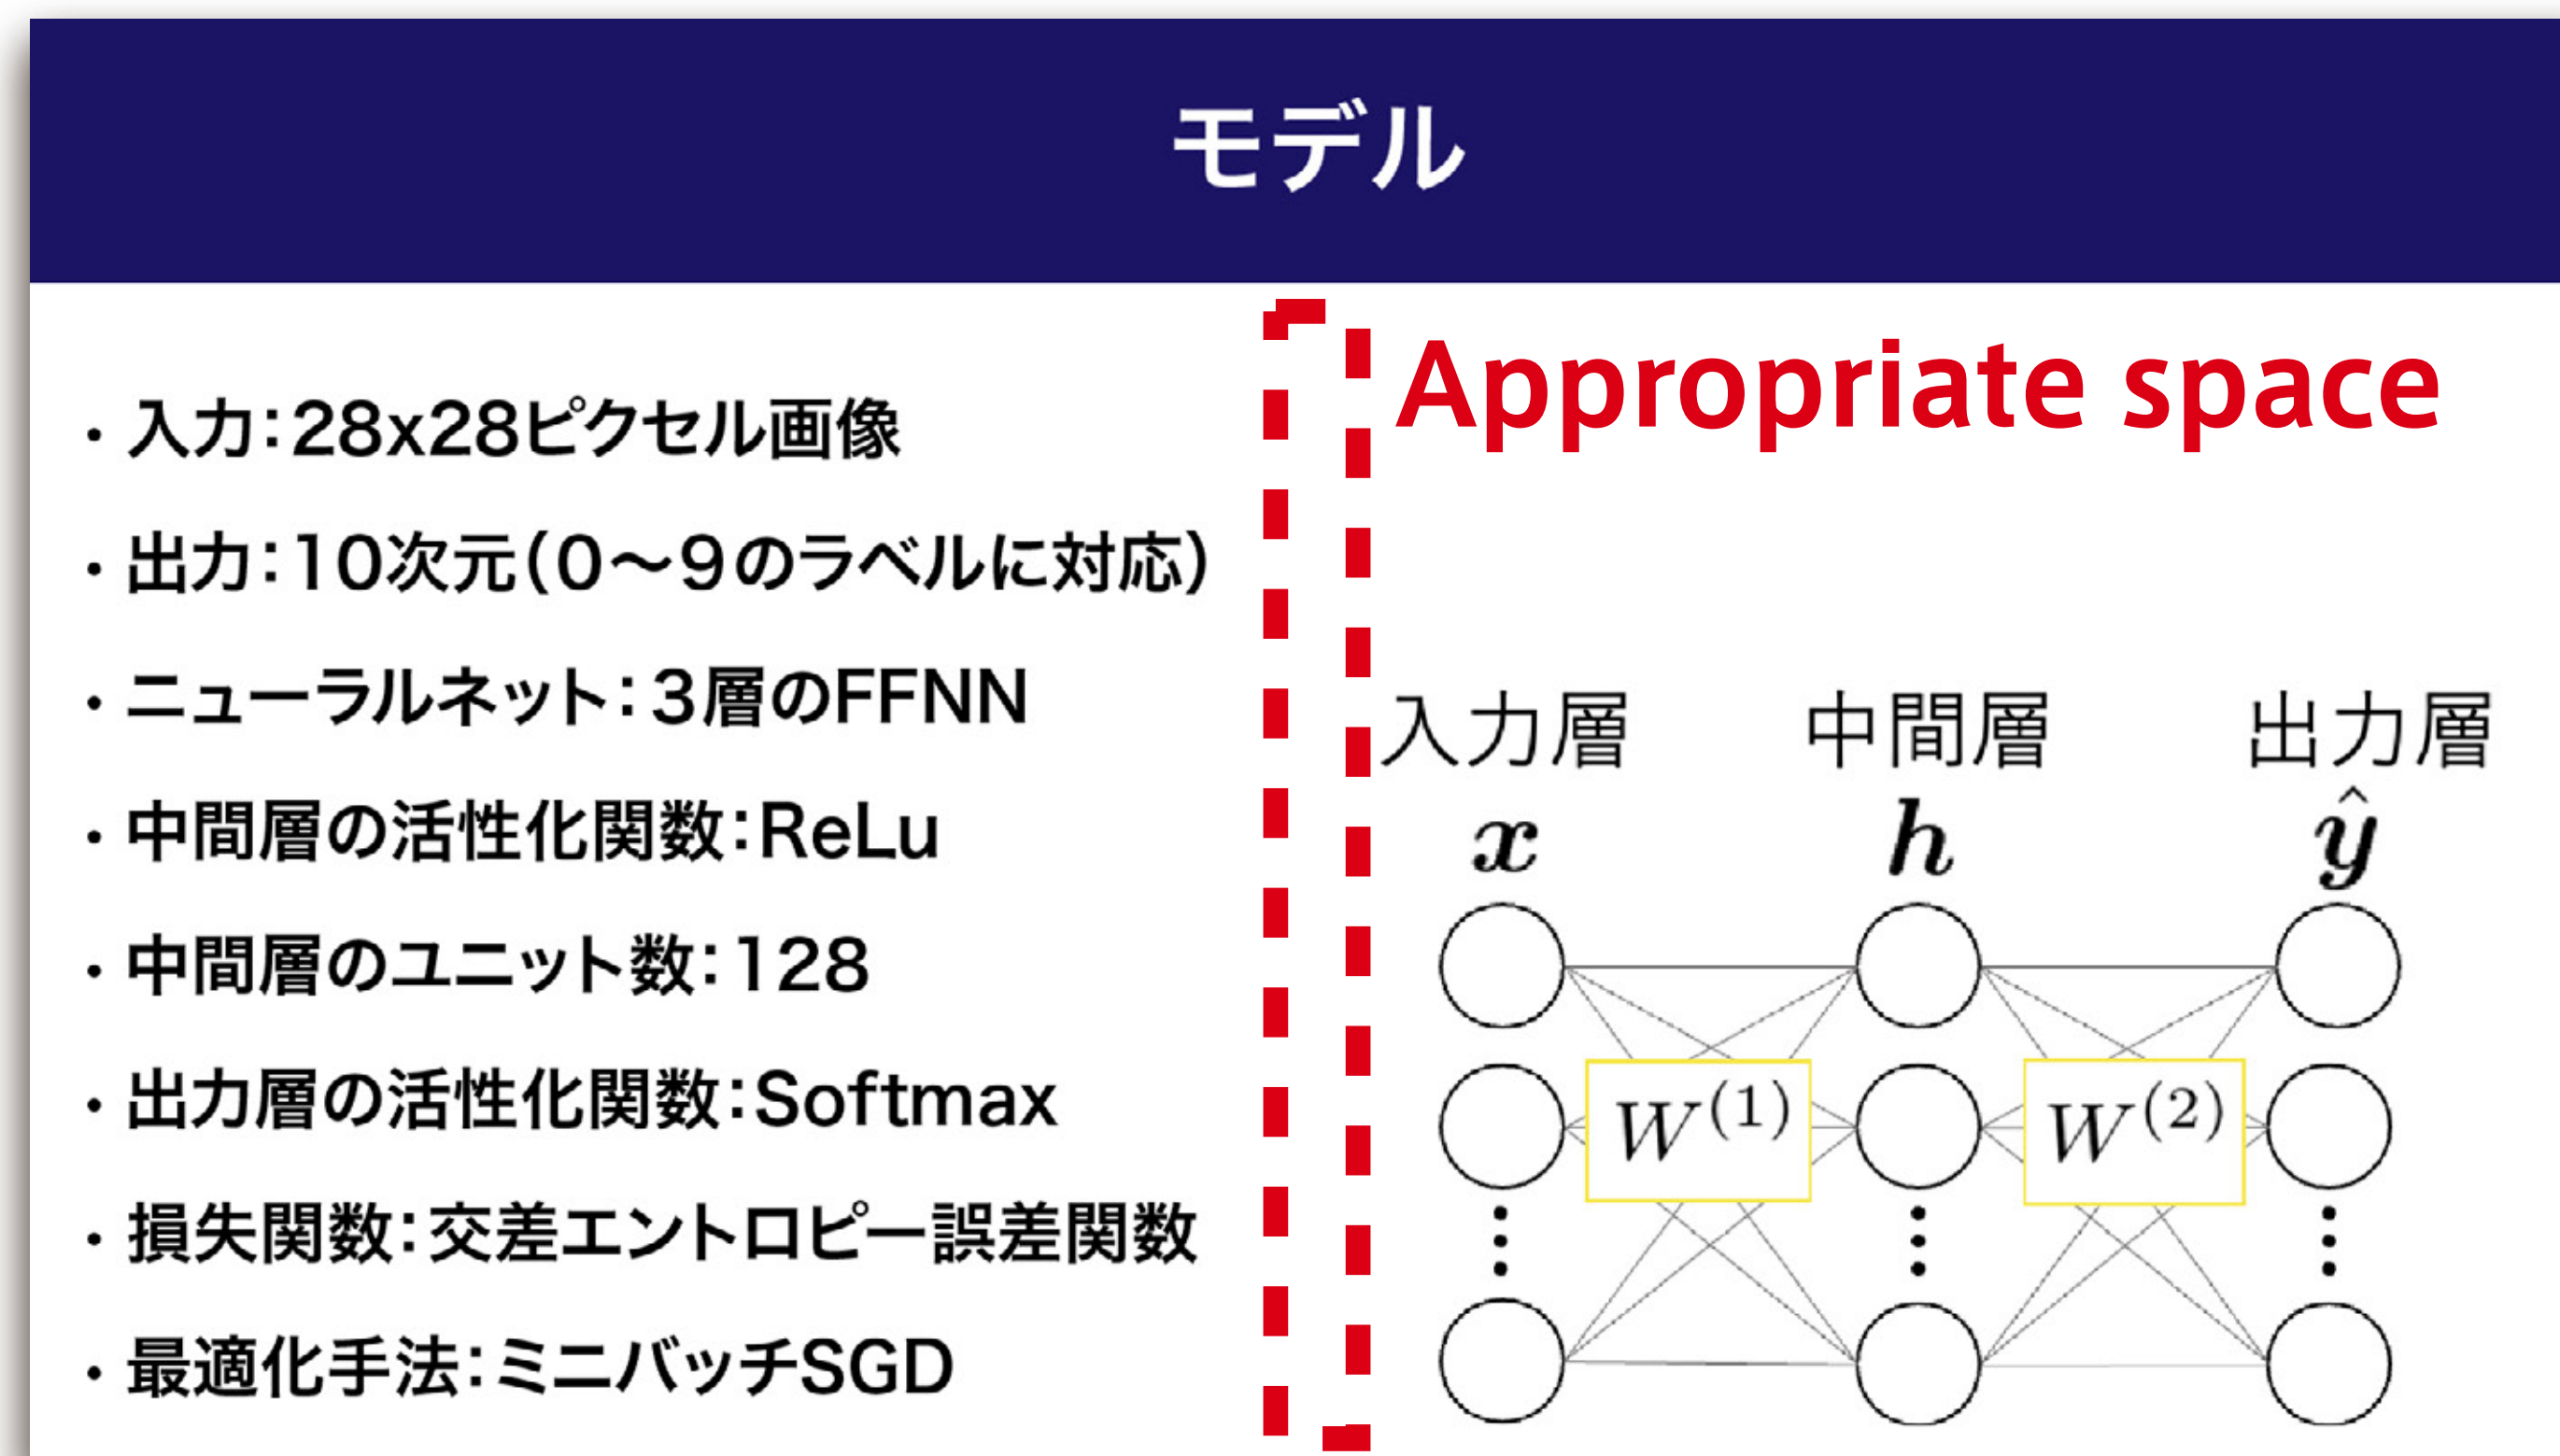 モデル
・入力：28x28ピクセル画像
・出力：10次元（0〜9のラベルに対応）
・ニューラルネット：3層のFFNN
・中間層の活性化関数：ReLu
・中間層のユニット数：128
・出力層の活性化関数：Softmax
・損失関数：交差エントロピー誤差関数
・最適化手法：ミニバッチSGD
Appropriate space
入力層 中間層 出力層
x h ŷ
W⁽¹⁾ W⁽²⁾